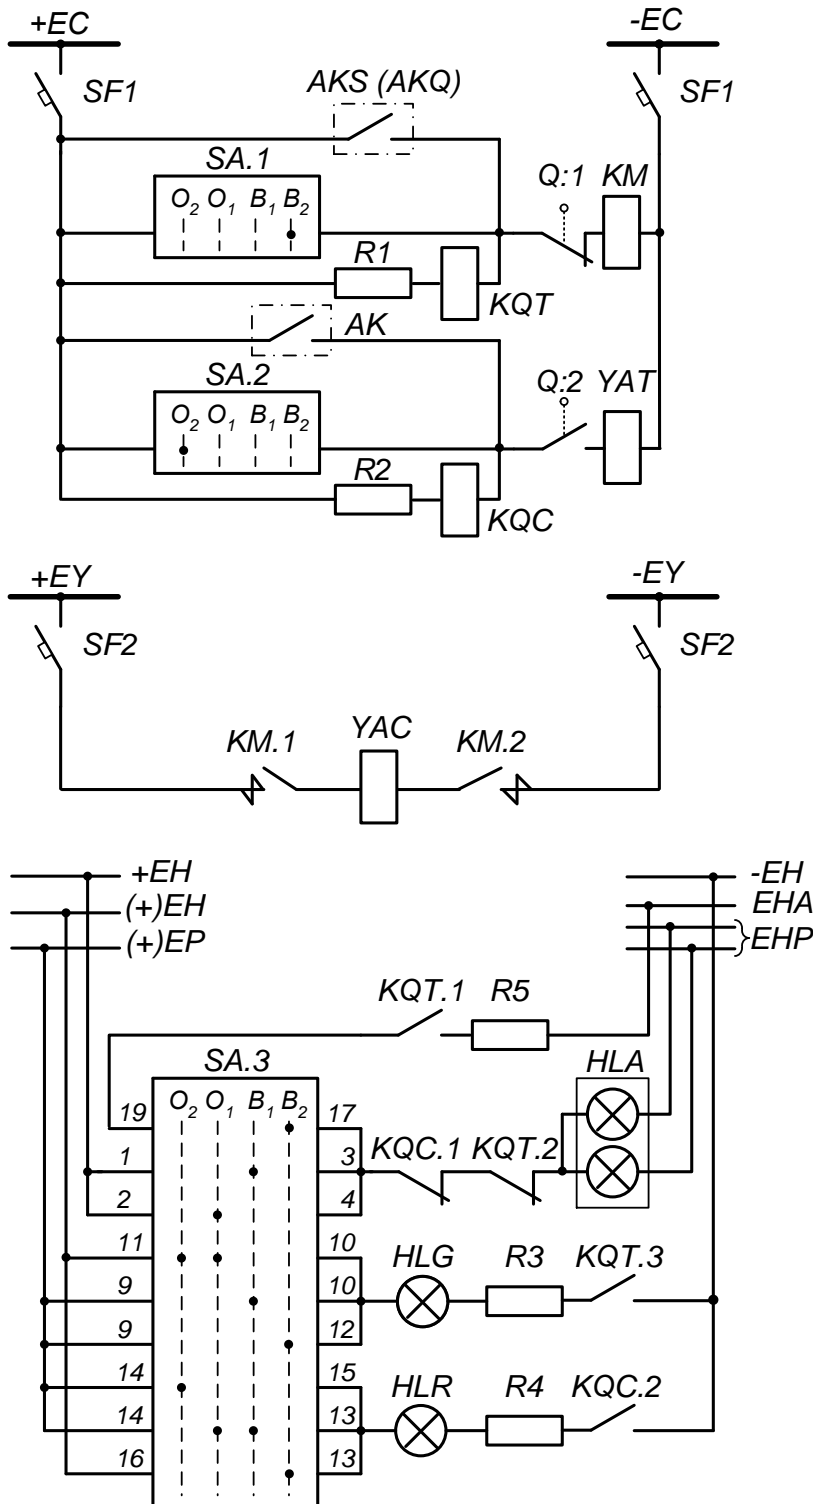 +EC -EC
SF1 AKS (AKQ) SF1
SA.1 Q:1 KM
O2 O1 B1 B2
R1
KQT
AK
SA.2 Q:2 YAT
O2 O1 B1 B2
R2
KQC
+EY -EY
SF2 SF2
KM.1 YAC KM.2
+EH -EH
(+)EH EHA
(+)EP EHP
KQT.1 R5
SA.3 HLA
O2 O1 B1 B2
19 17
1 3 KQC.1 KQT.2
2 4
11 10 HLG R3 KQT.3
9 10
9 12
14 15 HLR R4 KQC.2
14 13
16 13